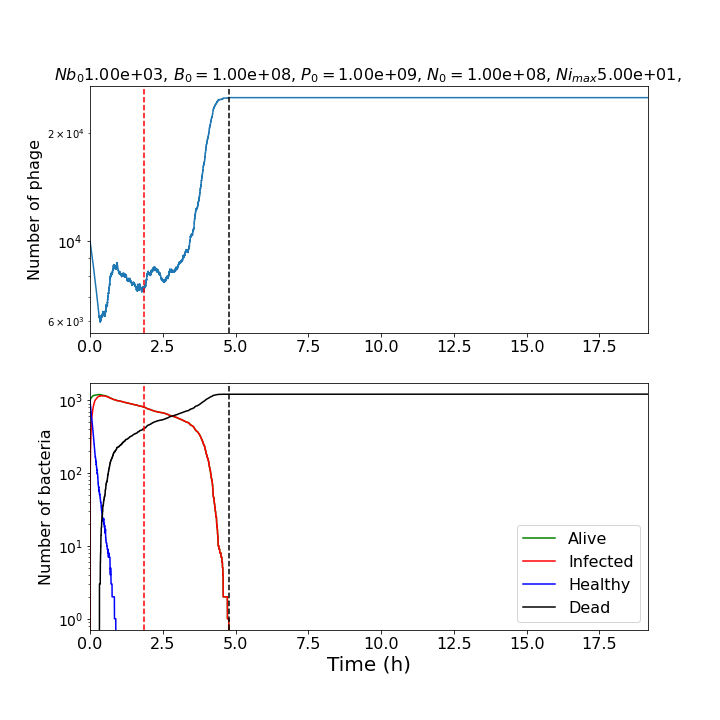 Nb₀1.00e+03, B₀ = 1.00e+08, P₀ = 1.00e+09, N₀ = 1.00e+08, Niₘₐₓ5.00e+01,
Number of phage
2 × 10⁴
10⁴
6 × 10³
0.0 2.5 5.0 7.5 10.0 12.5 15.0 17.5
Number of bacteria
10³
10²
10¹
10⁰
Alive
Infected
Healthy
Dead
0.0 2.5 5.0 7.5 10.0 12.5 15.0 17.5
Time (h)